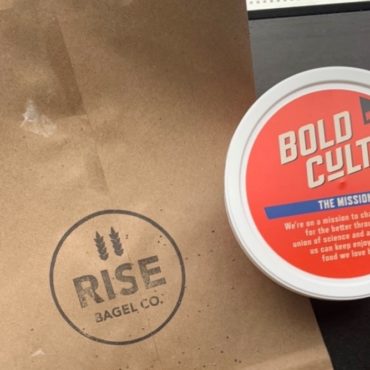 RISE
BAGEL CO.
BOLD
THE MISSION
We're on a mission to
for the better
union of science and
us can keep
food we love